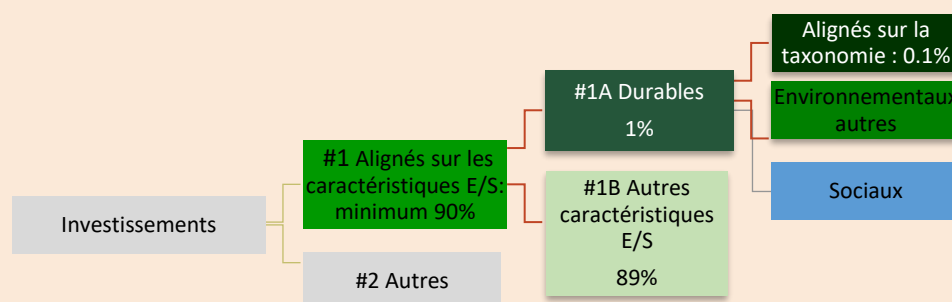 Investissements
#1 Alignés sur les
caractéristiques E/S:
minimum 90%
#2 Autres
#1A Durables
1%
#1B Autres
caractéristiques
E/S
89%
Alignés sur la
taxonomie : 0.1%
Environnementaux
autres
Sociaux